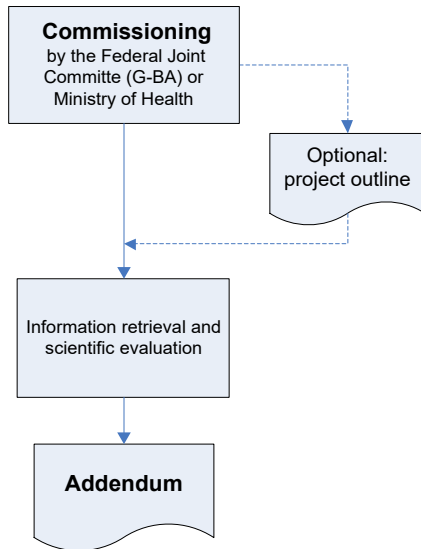 Commissioning
by the Federal Joint
Committe (G-BA) or
Ministry of Health
Optional:
project outline
Information retrieval and
scientific evaluation
Addendum